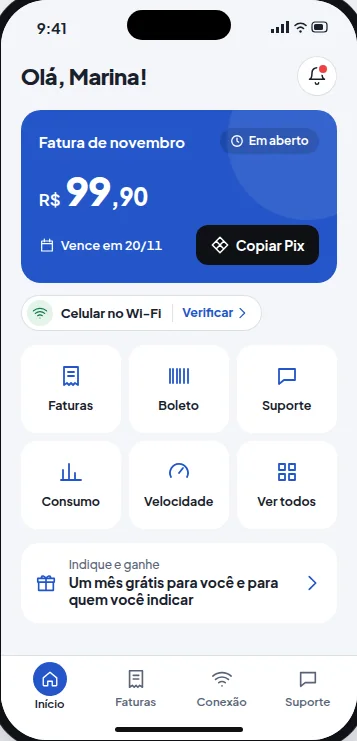 9:41
Olá, Marina!
Fatura de novembro
Em aberto
R$ 99,90
Vence em 20/11
Copiar Pix
Celular no Wi-Fi
Verificar
Faturas
Boleto
Suporte
Consumo
Velocidade
Ver todos
Indique e ganhe
Um mês grátis para você e para
quem você indicar
Início
Faturas
Conexão
Suporte